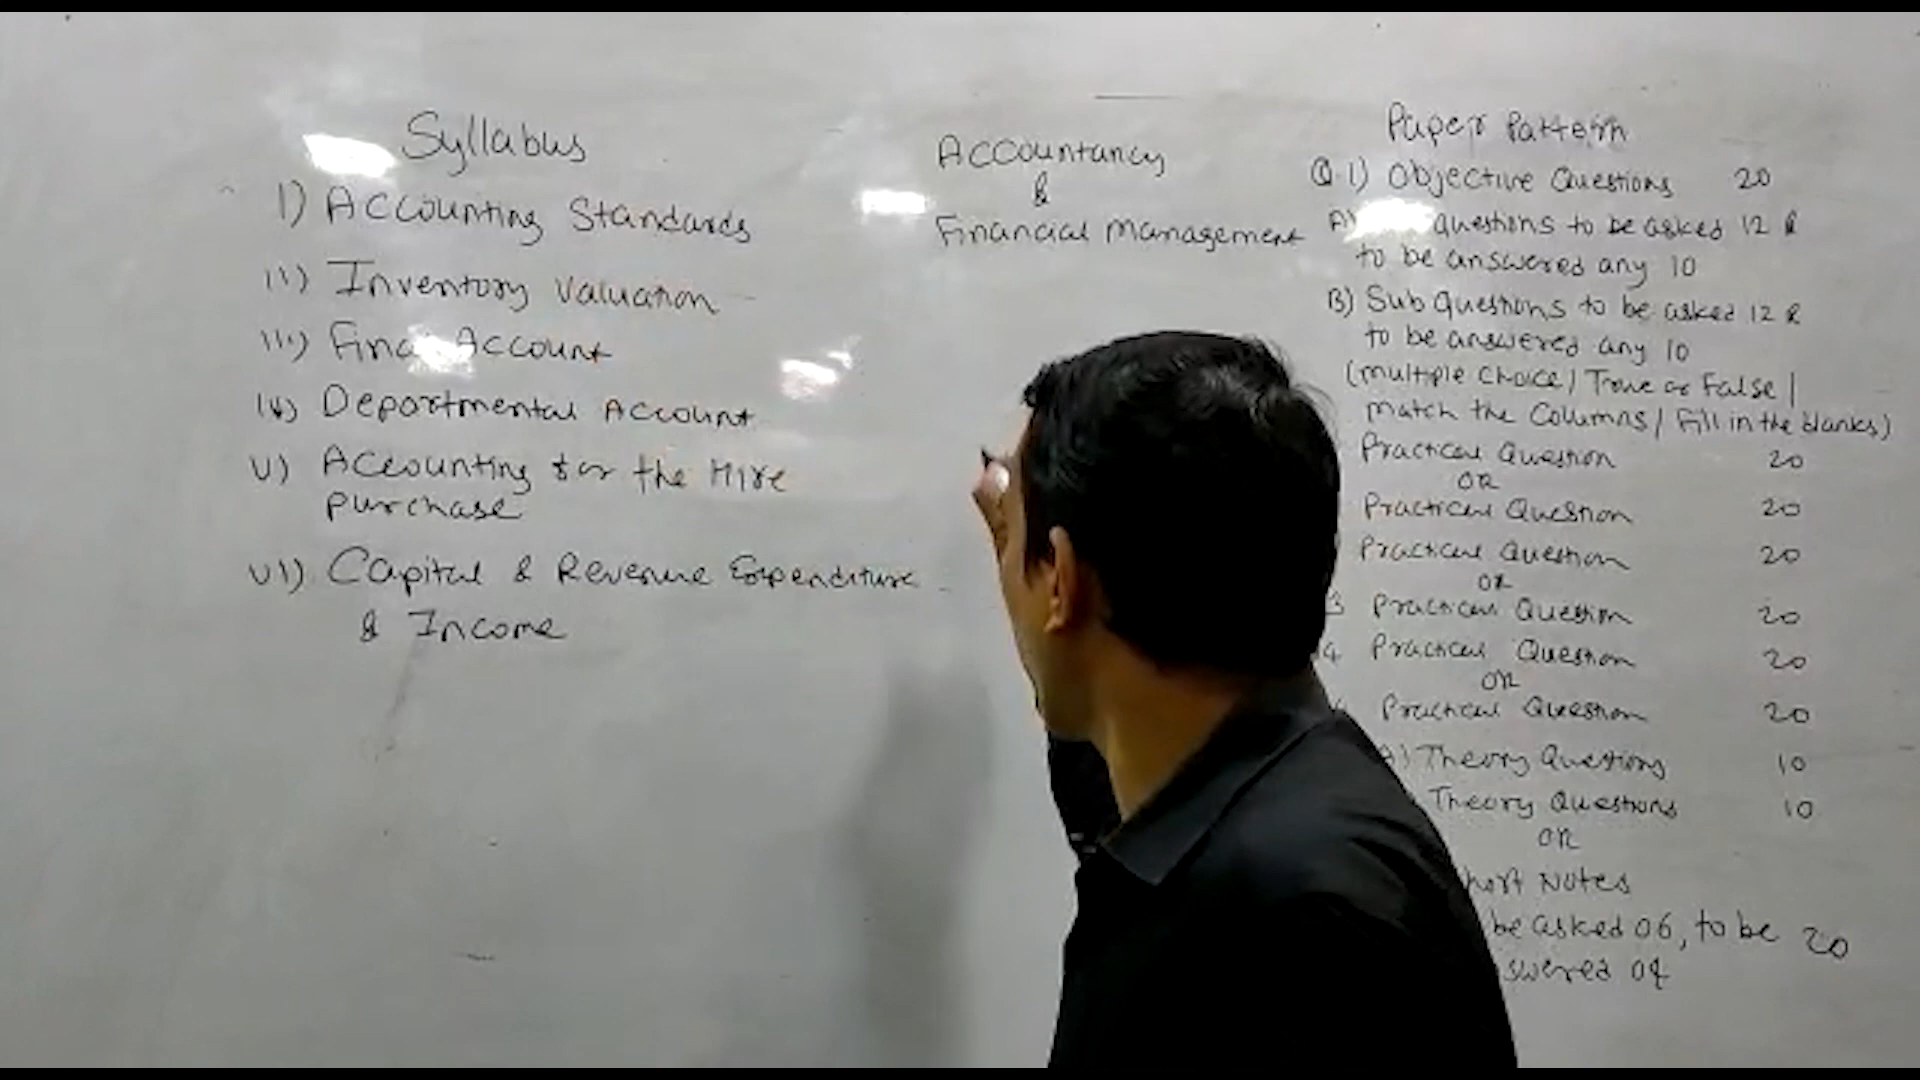 Syllabus
I) Accounting Standards
II) Inventory Valuation
III) Final Account
IV) Departmental Account
V) Accounting for the Hire
purchase
VI) Capital & Revenue Expenditure
& Income
Accountancy
&
Financial Management
Paper Pattern
Q.1) Objective Questions 20
A) questions to be asked 12 &
to be answered any 10
B) Sub Questions to be asked 12 &
to be answered any 10
(multiple choice / True or False /
Match the Columns / Fill in the blanks)
Practical Question 20
OR
Practical Question 20
Practical Question 20
OR
3 Practical Question 20
4 Practical Question 20
OR
Practical Question 20
A) Theory Questions 10
Theory Questions 10
OR
hort Notes
be asked 06, to be 20
swered 04